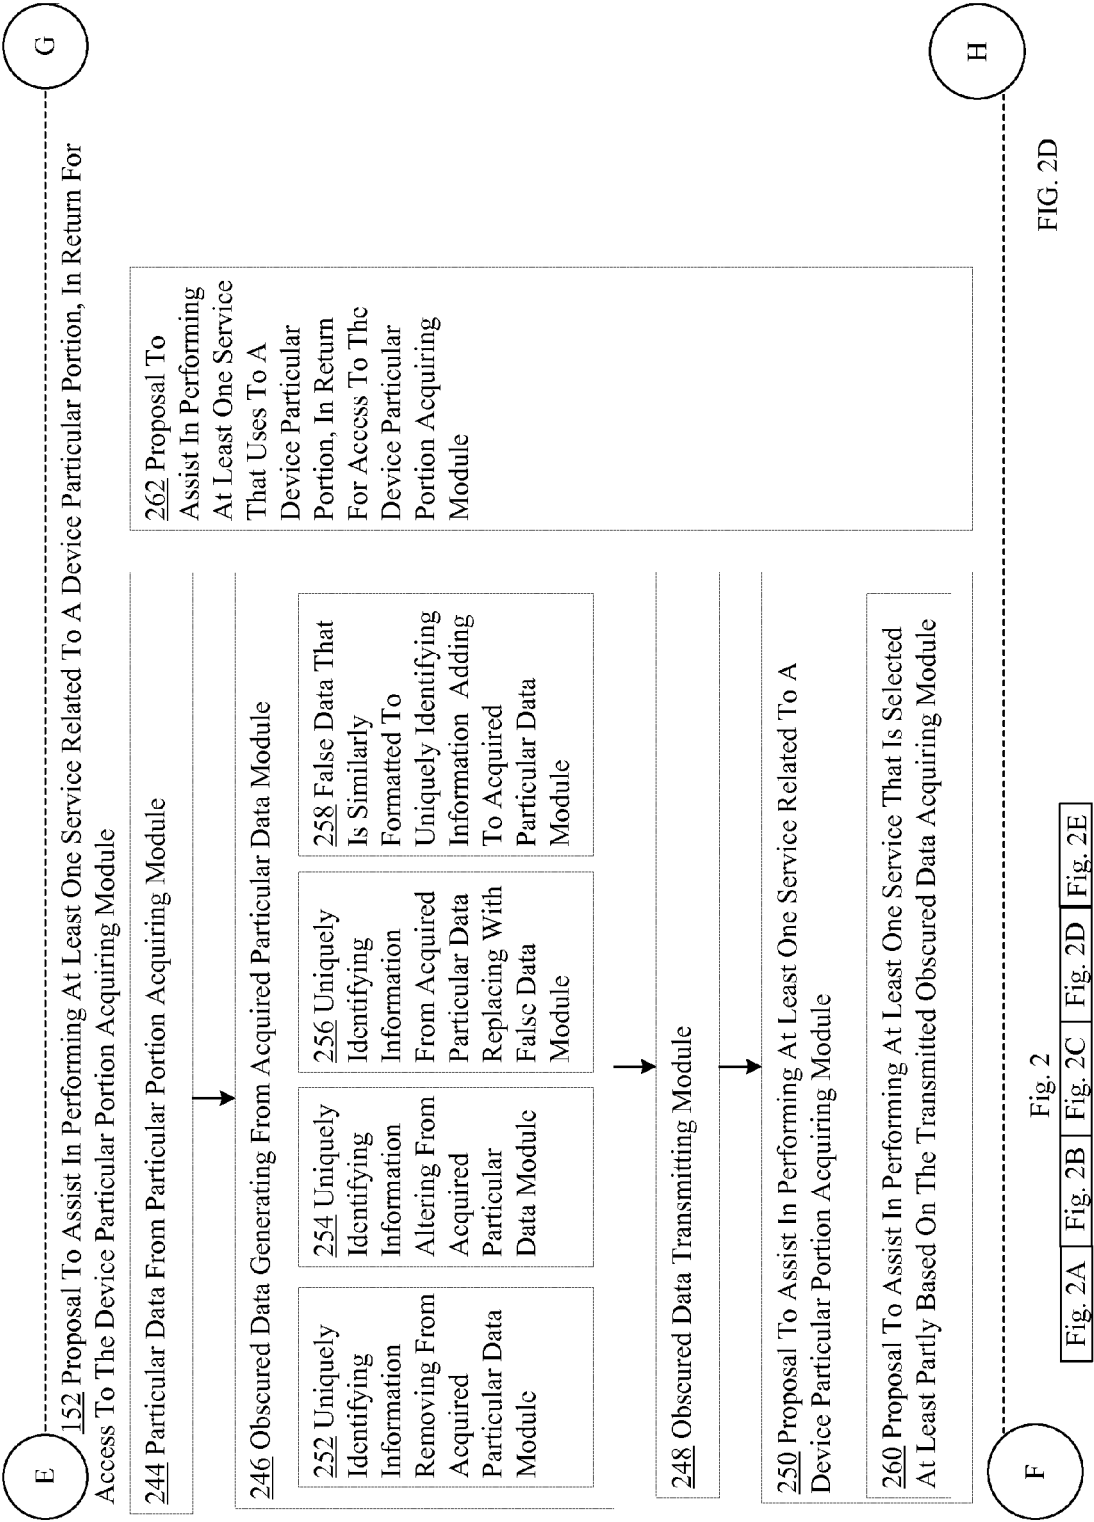 E
G
152 Proposal To Assist In Performing At Least One Service Related To A Device Particular Portion, In Return For
Access To The Device Particular Portion Acquiring Module
244 Particular Data From Particular Portion Acquiring Module
246 Obscured Data Generating From Acquired Particular Data Module
252 Uniquely
Identifying
Information
Removing From
Acquired
Particular Data
Module
254 Uniquely
Identifying
Information
Altering From
Acquired
Particular
Data Module
256 Uniquely
Identifying
Information
From Acquired
Particular Data
Replacing With
False Data
Module
258 False Data That
Is Similarly
Formatted To
Uniquely Identifying
Information Adding
To Acquired
Particular Data
Module
248 Obscured Data Transmitting Module
250 Proposal To Assist In Performing At Least One Service Related To A
Device Particular Portion Acquiring Module
260 Proposal To Assist In Performing At Least One Service That Is Selected
At Least Partly Based On The Transmitted Obscured Data Acquiring Module
262 Proposal To
Assist In Performing
At Least One Service
That Uses To A
Device Particular
Portion, In Return
For Access To The
Device Particular
Portion Acquiring
Module
F
H
Fig. 2
Fig. 2A Fig. 2B Fig. 2C Fig. 2D Fig. 2E
FIG. 2D